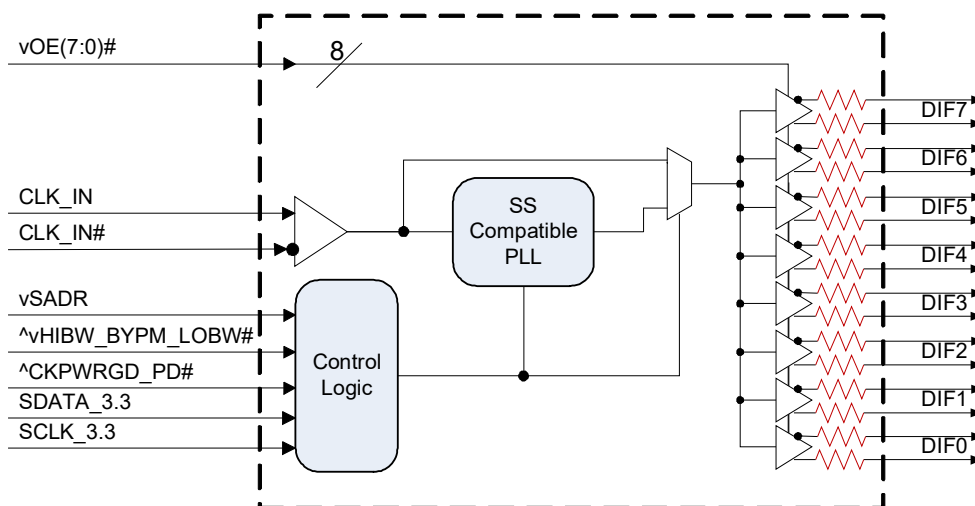 vOE(7:0)#
8
DIF7
DIF6
CLK_IN
CLK_IN#
SS
Compatible
PLL
DIF5
DIF4
vSADR
^vHIBW_BYPM_LOBW#
^CKPWRGD_PD#
SDATA_3.3
SCLK_3.3
Control
Logic
DIF3
DIF2
DIF1
DIF0